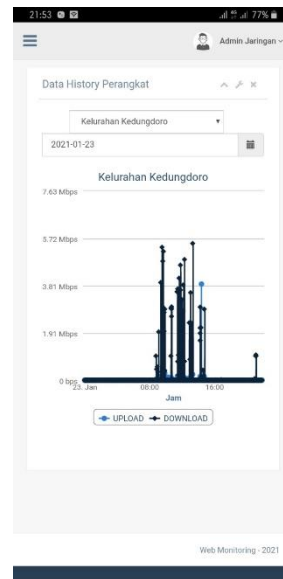 21:53 77%
Admin Jaringan
Data History Perangkat
Kelurahan Kedungdoro
2021-01-23
Kelurahan Kedungdoro
7.63 Mbps
5.72 Mbps
3.81 Mbps
1.91 Mbps
0 bps
23. Jan 08:00 16:00
Jam
UPLOAD DOWNLOAD
Web Monitoring - 2021